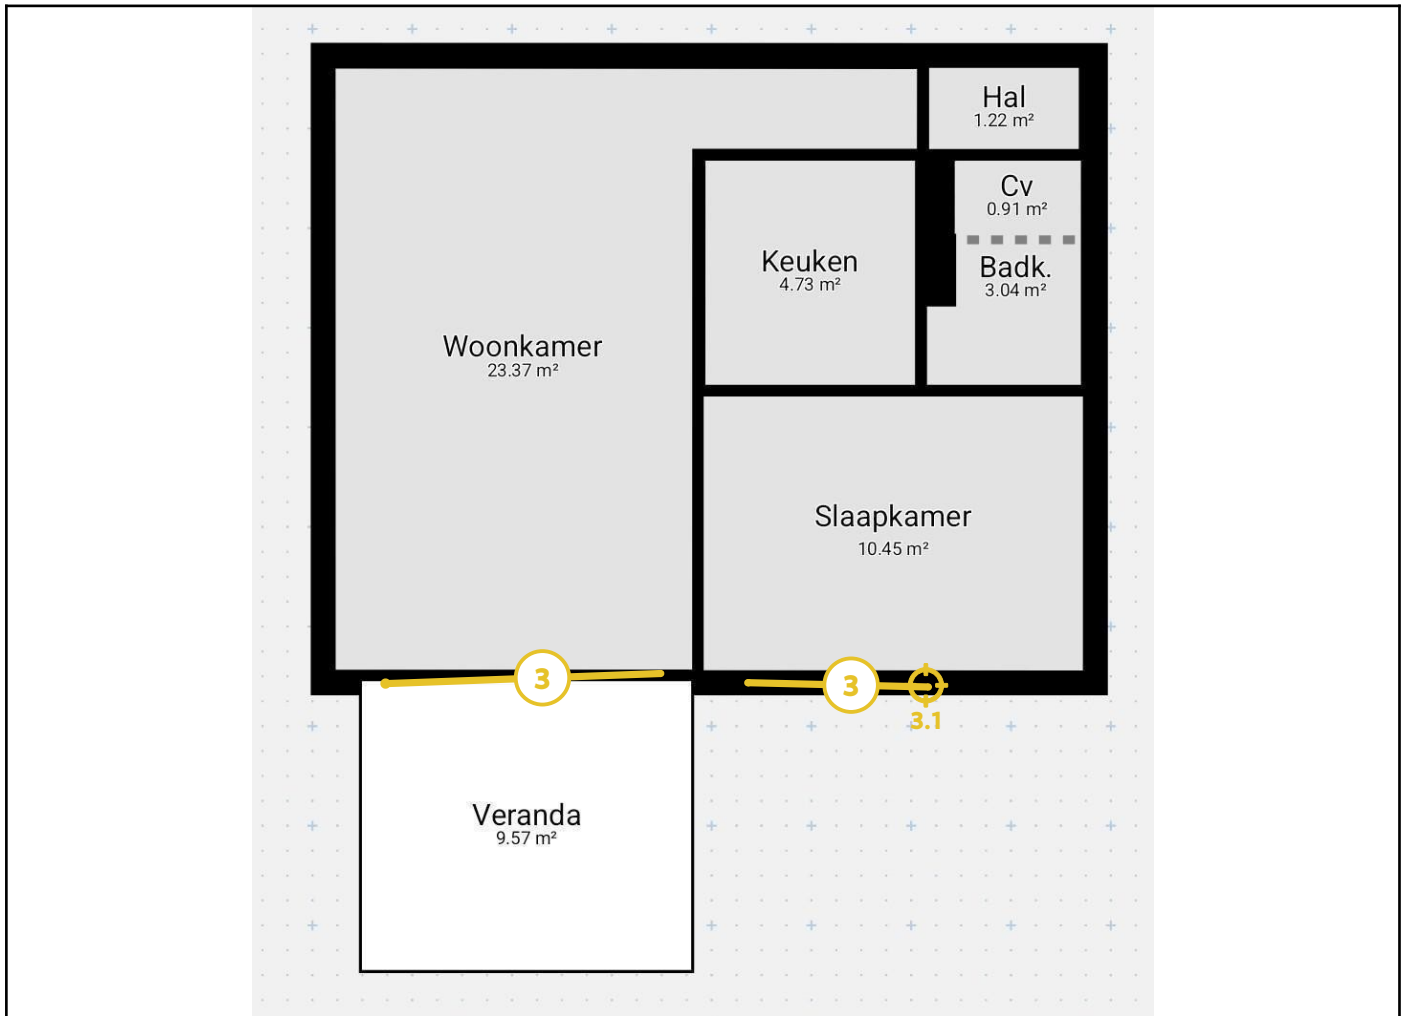 Hal
1.22 m²
Cv
0.91 m²
Keuken
4.73 m²
Badk.
3.04 m²
Woonkamer
23.37 m²
Slaapkamer
10.45 m²
3
3
3.1
Veranda
9.57 m²